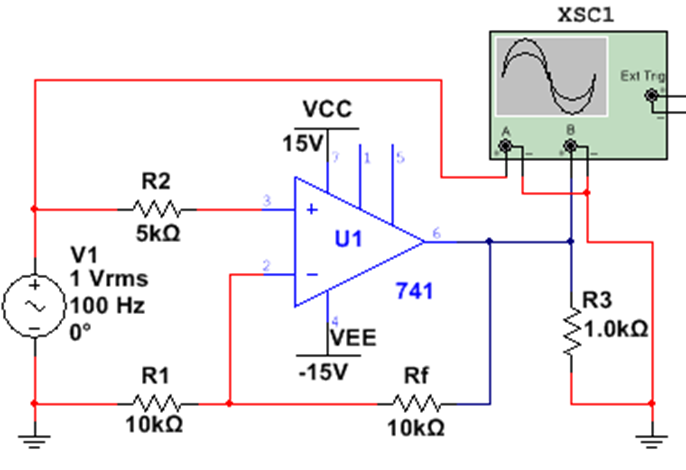 XSC1
Ext Trig
+
−
A
B
+ − + −
VCC
15V
7
1
5
R2
5kΩ
3
+
U1
6
2
−
741
V1
1 Vrms
100 Hz
0°
+
−
4
VEE
-15V
R3
1.0kΩ
R1
10kΩ
Rf
10kΩ